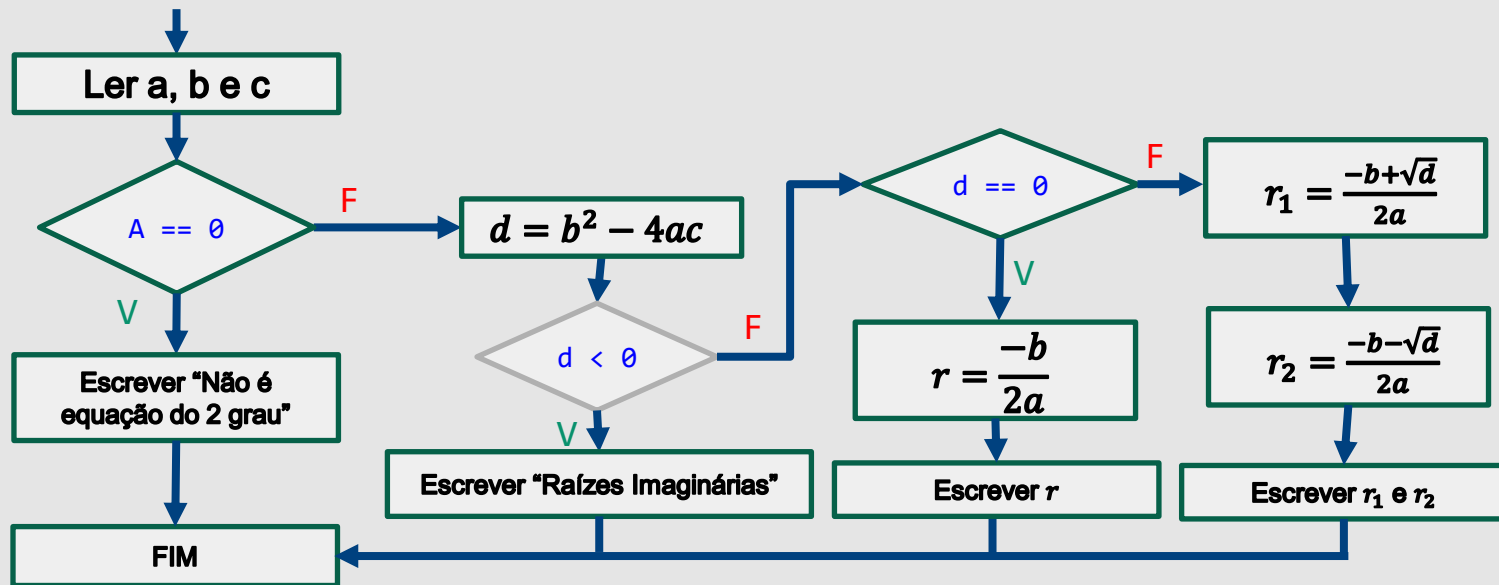 Ler a, b e c
A == 0
F
V
Escrever “Não é
equação do 2 grau”
FIM
d = b² − 4ac
d < 0
F
V
Escrever “Raízes Imaginárias”
d == 0
F
V
r = −b/2a
Escrever r
r₁ = −b+√d/2a
r₂ = −b−√d/2a
Escrever r₁ e r₂